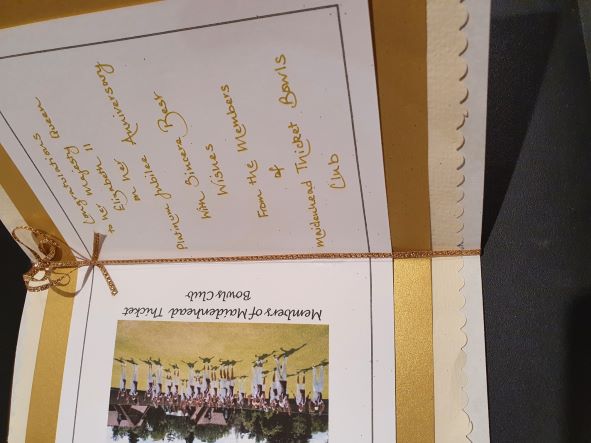 Members of Maidenhead Thicket
Bowls Club
Congratulations
to her Majesty Queen
Elizabeth II
on Her
Platinum Jubilee Anniversary
With Sincere Best
Wishes
From the Members
of
Maidenhead Thicket Bowls
Club